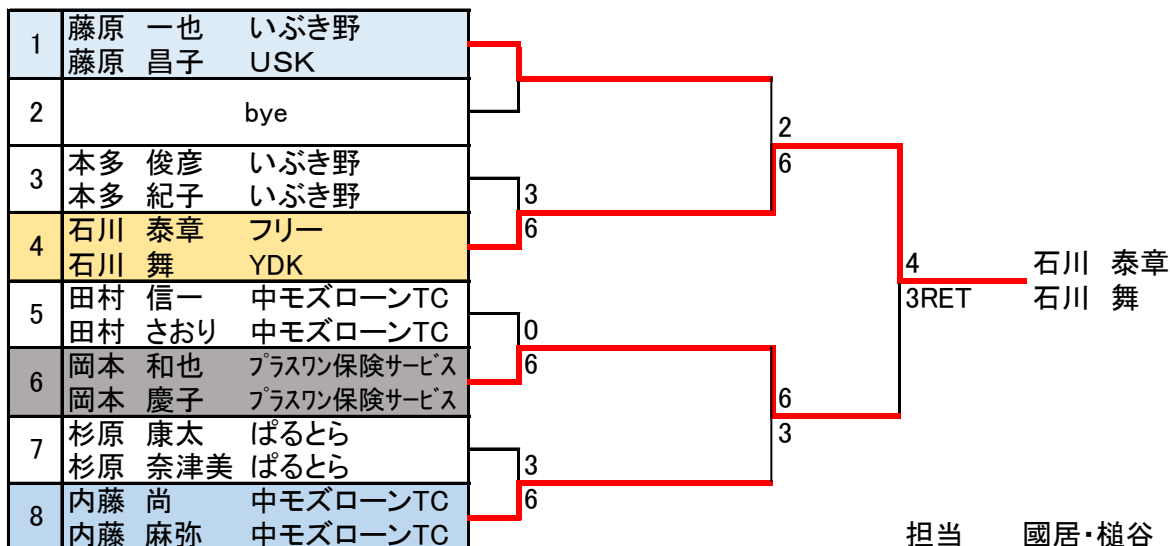 1 藤原 一也 いぶき野
藤原 昌子 USK
2 bye
2
6
3 本多 俊彦 いぶき野
本多 紀子 いぶき野
3
6
4 石川 泰章 フリー
石川 舞 YDK
4 石川 泰章
3RET 石川 舞
5 田村 信一 中モズローンTC
田村 さおり 中モズローンTC
0
6
6 岡本 和也 プラスワン保険サービス
岡本 慶子 プラスワン保険サービス
6
3
7 杉原 康太 ぱるとら
杉原 奈津美 ぱるとら
3
6
8 内藤 尚 中モズローンTC
内藤 麻弥 中モズローンTC
担当 國居・槌谷